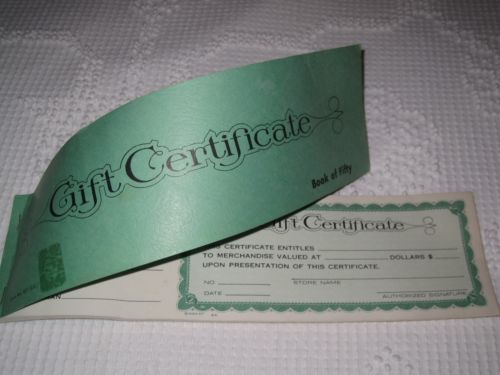 Gift Certificate
Book of Fifty
Gift Certificate
CERTIFICATE ENTITLES
TO MERCHANDISE VALUED AT DOLLARS $
UPON PRESENTATION OF THIS CERTIFICATE.
NO. STORE NAME
DATE AUTHORIZED SIGNATURE